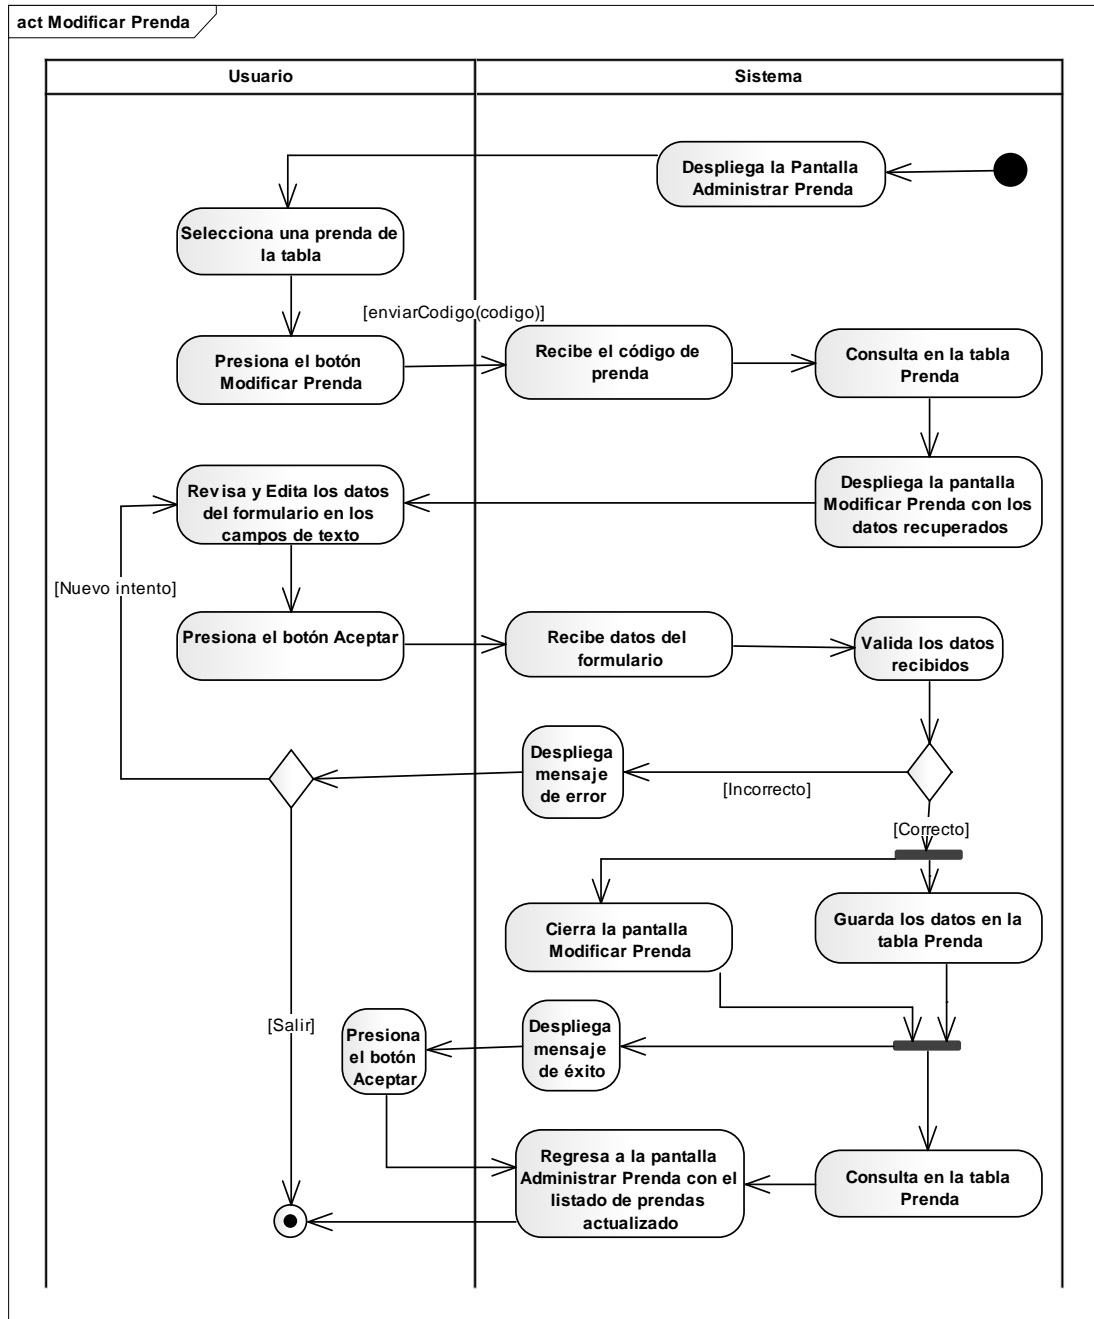 act Modificar Prenda
Usuario
Sistema
Despliega la Pantalla
Administrar Prenda
Selecciona una prenda de
la tabla
[enviarCodigo(codigo)]
Presiona el botón
Modificar Prenda
Recibe el código de
prenda
Consulta en la tabla
Prenda
Revisa y Edita los datos
del formulario en los
campos de texto
Despliega la pantalla
Modificar Prenda con los
datos recuperados
[Nuevo intento]
Presiona el botón Aceptar
Recibe datos del
formulario
Valida los datos
recibidos
Despliega
mensaje
de error
[Incorrecto]
[Correcto]
Cierra la pantalla
Modificar Prenda
Guarda los datos en la
tabla Prenda
[Salir]
Presiona
el botón
Aceptar
Despliega
mensaje
de éxito
Regresa a la pantalla
Administrar Prenda con el
listado de prendas
actualizado
Consulta en la tabla
Prenda